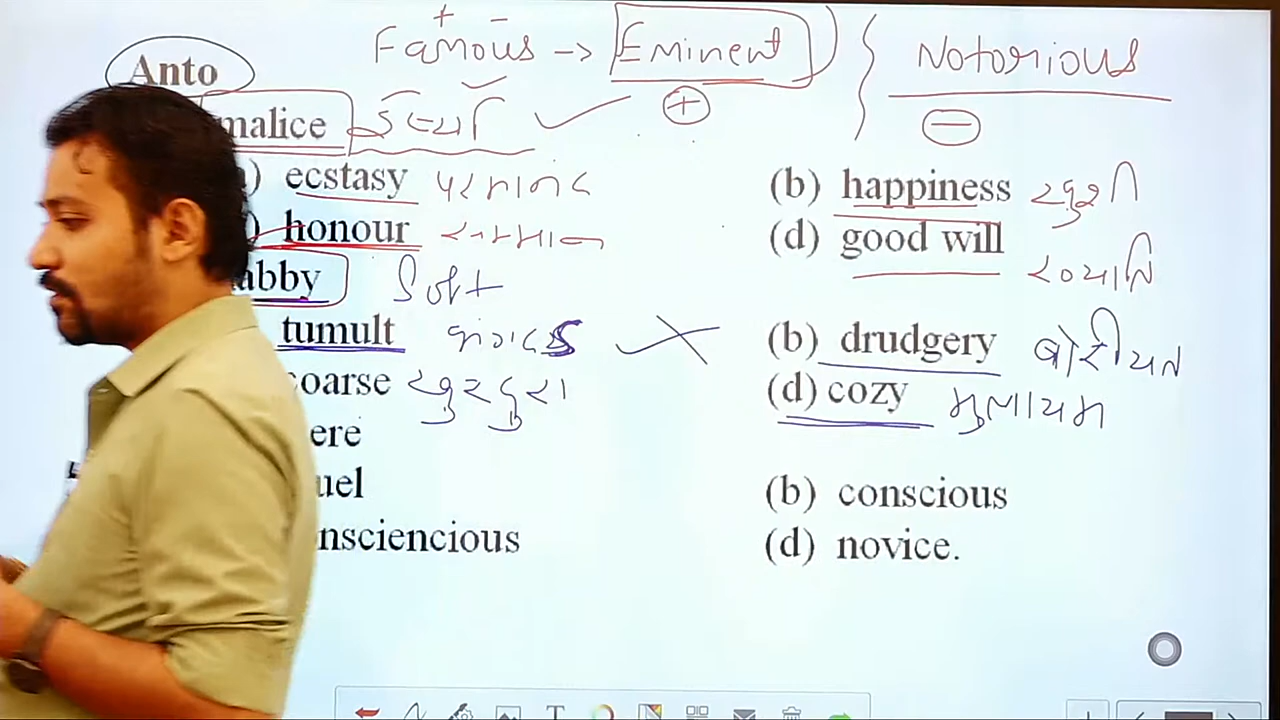 Famous -> Eminent Notorious
Anto
malice ઈર્ષ્યા
ecstasy પરમાનંદ (b) happiness ખુશી
honour સન્માન (d) good will ખ્યાતિ
abby Soft
tumult (b) drudgery
coarse ખુરદુરા (d) cozy મુલાયમ
ere
uel (b) conscious
nsciencious (d) novice.